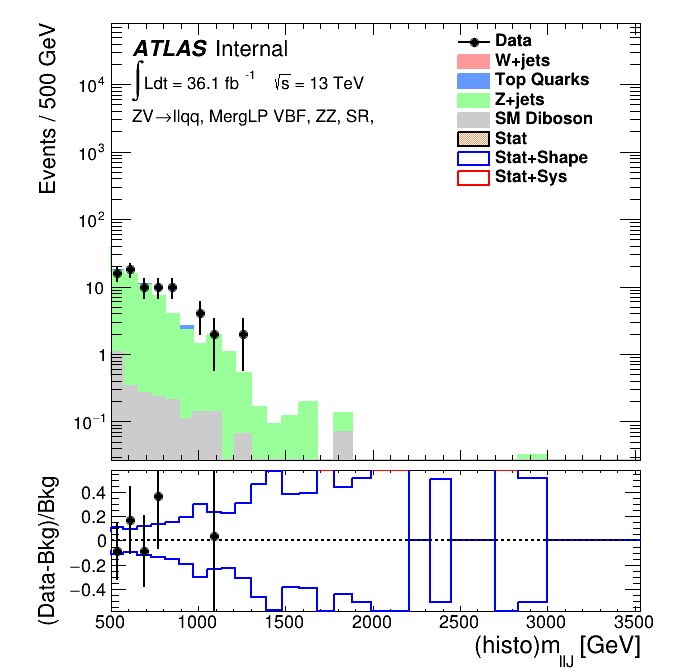 Events / 500 GeV
10⁴
10³
10²
10
1
10⁻¹
ATLAS Internal
∫Ldt = 36.1 fb⁻¹ √s = 13 TeV
ZV→llqq, MergLP VBF, ZZ, SR,
Data
W+jets
Top Quarks
Z+jets
SM Diboson
Stat
Stat+Shape
Stat+Sys
(Data-Bkg)/Bkg
0.4
0.2
0
−0.2
−0.4
500 1000 1500 2000 2500 3000 3500
(histo)m_llJ [GeV]